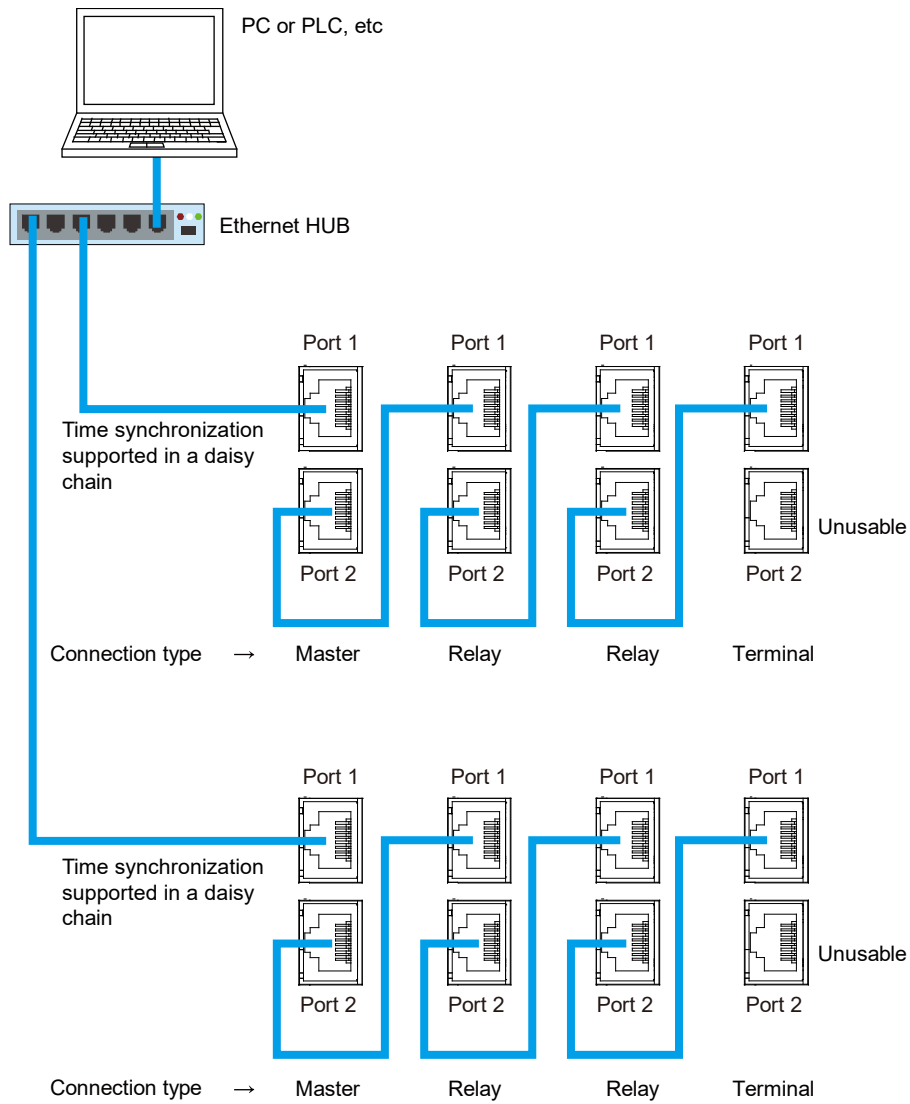 PC or PLC, etc
Ethernet HUB
Port 1 Port 1 Port 1 Port 1
Time synchronization
supported in a daisy
chain
Unusable
Port 2 Port 2 Port 2 Port 2
Connection type → Master Relay Relay Terminal
Port 1 Port 1 Port 1 Port 1
Time synchronization
supported in a daisy
chain
Unusable
Port 2 Port 2 Port 2 Port 2
Connection type → Master Relay Relay Terminal